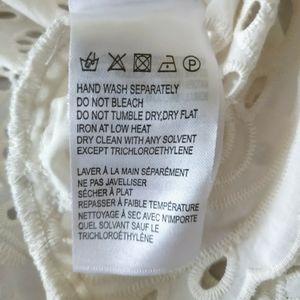 HAND WASH SEPARATELY
DO NOT BLEACH
DO NOT TUMBLE DRY,DRY FLAT
IRON AT LOW HEAT
DRY CLEAN WITH ANY SOLVENT
EXCEPT TRICHLOROETHYLENE
LAVER À LA MAIN SÉPARÉMENT
NE PAS JAVELLISER
SÉCHER À PLAT
REPASSER À FAIBLE TEMPÉRATURE
NETTOYAGE À SEC AVEC N'IMPORTE
QUEL SOLVANT SAUF LE
TRICHLOROÉTHYLÈNE